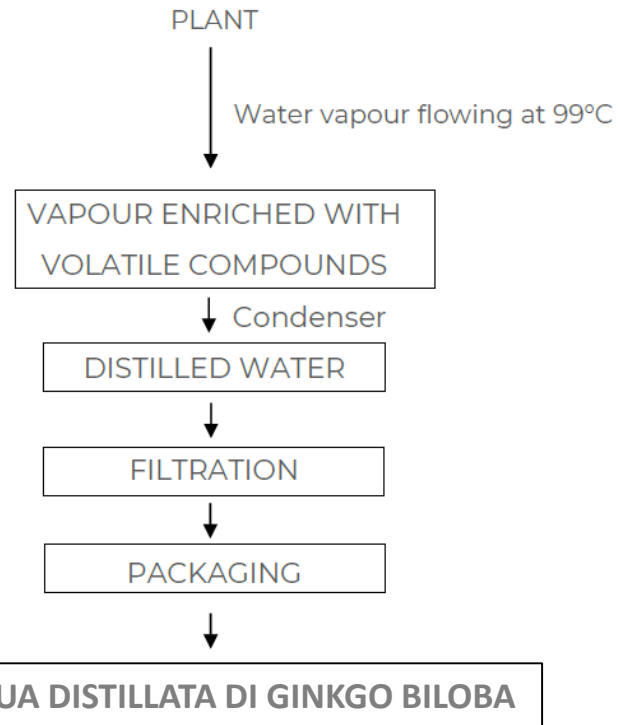 PLANT
Water vapour flowing at 99°C
VAPOUR ENRICHED WITH
VOLATILE COMPOUNDS
Condenser
DISTILLED WATER
FILTRATION
PACKAGING
UA DISTILLATA DI GINKGO BILOBA